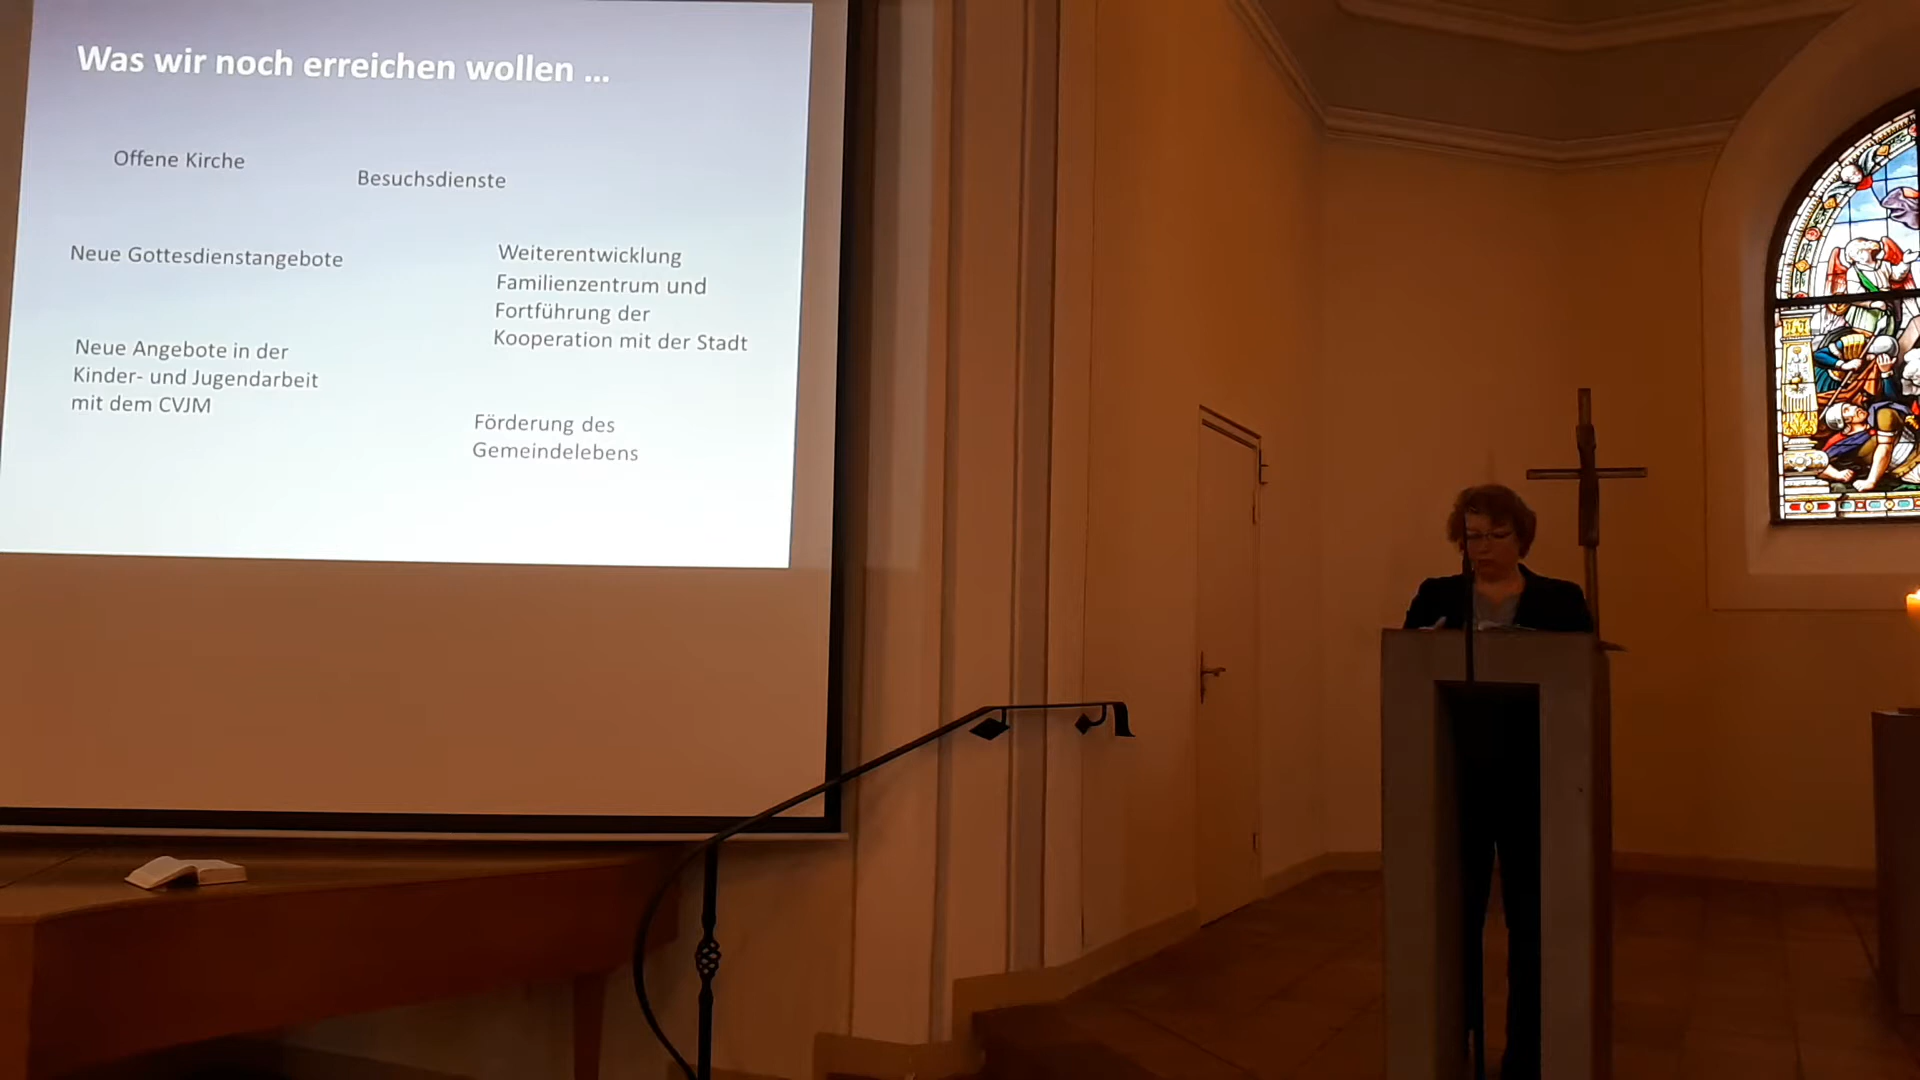 Was wir noch erreichen wollen ...
Offene Kirche
Besuchsdienste
Neue Gottesdienstangebote
Weiterentwicklung
Familienzentrum und
Fortführung der
Kooperation mit der Stadt
Neue Angebote in der
Kinder- und Jugendarbeit
mit dem CVJM
Förderung des
Gemeindelebens